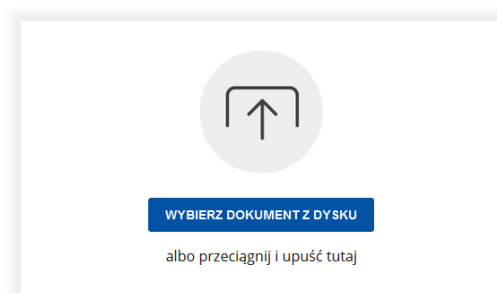 WYBIERZ DOKUMENT Z DYSKU
albo przeciągnij i upuść tutaj